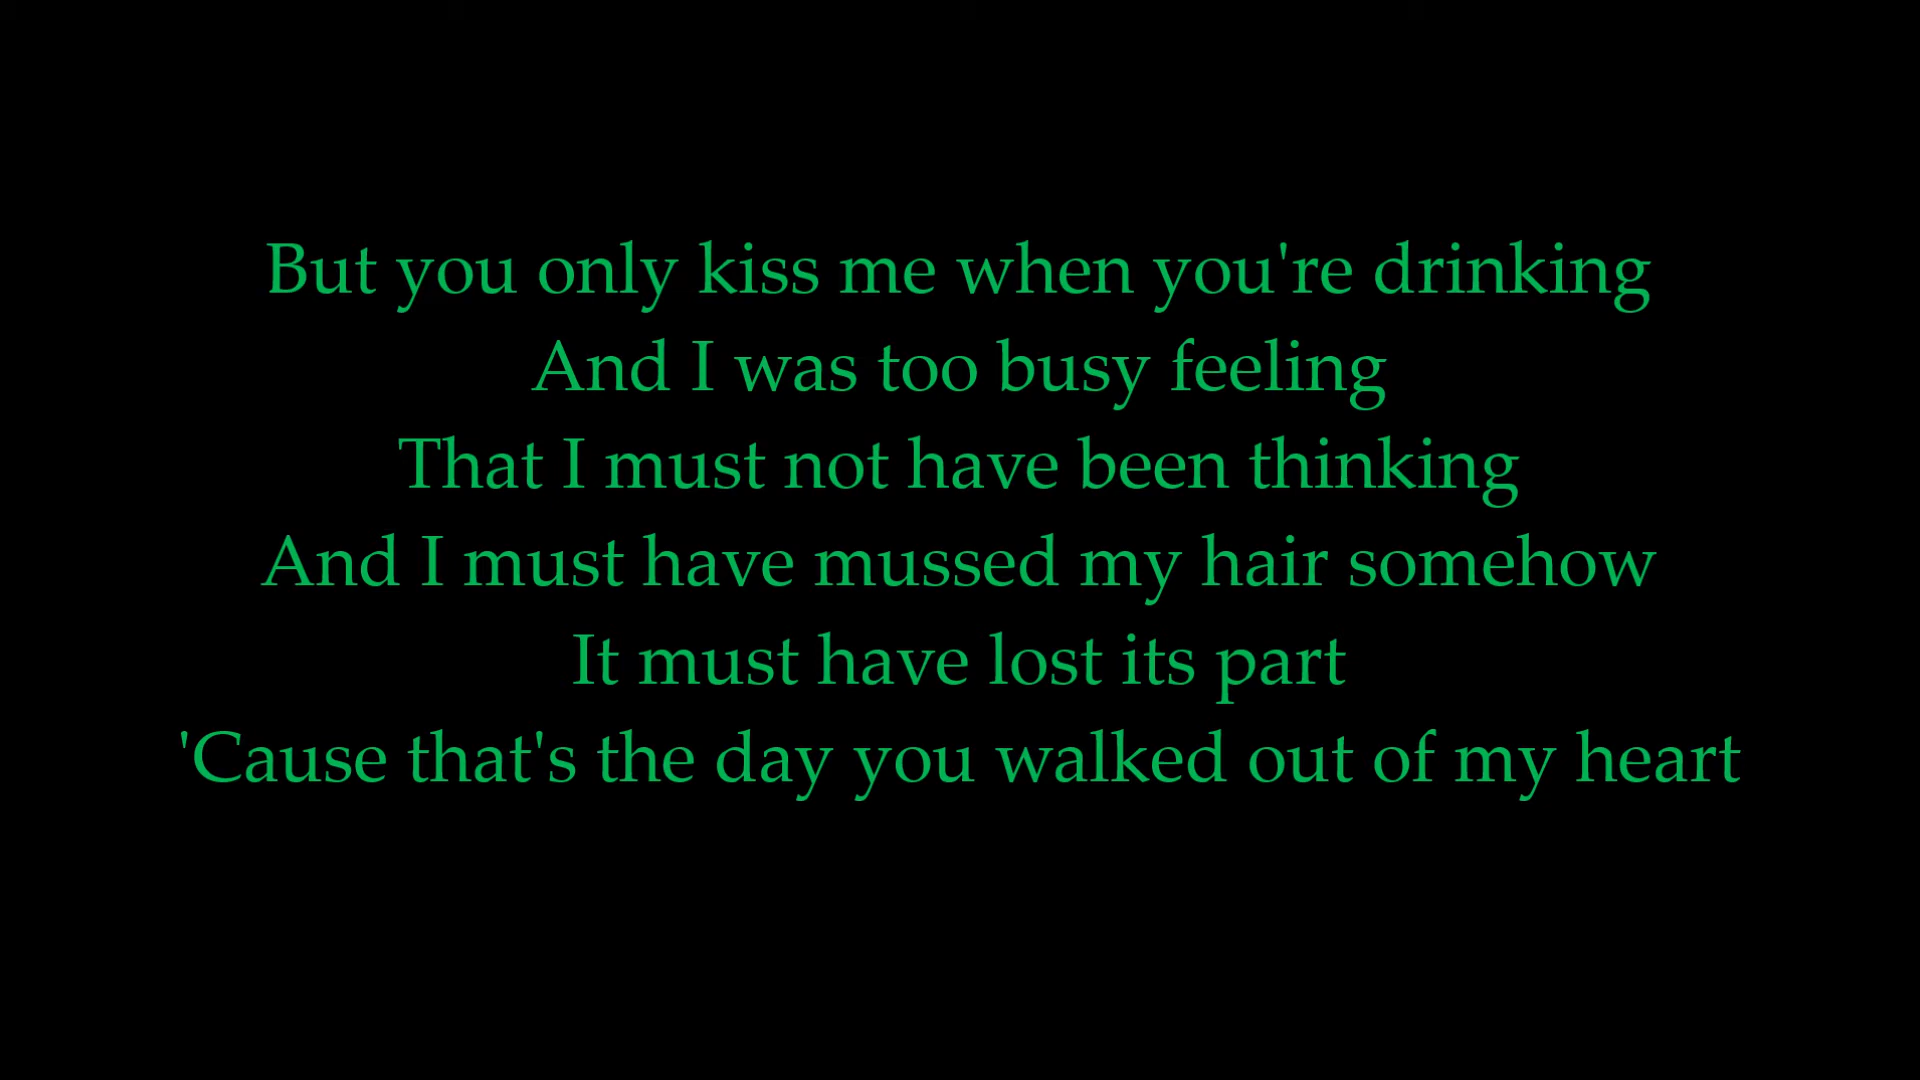 But you only kiss me when you're drinking
And I was too busy feeling
That I must not have been thinking
And I must have mussed my hair somehow
It must have lost its part
'Cause that's the day you walked out of my heart